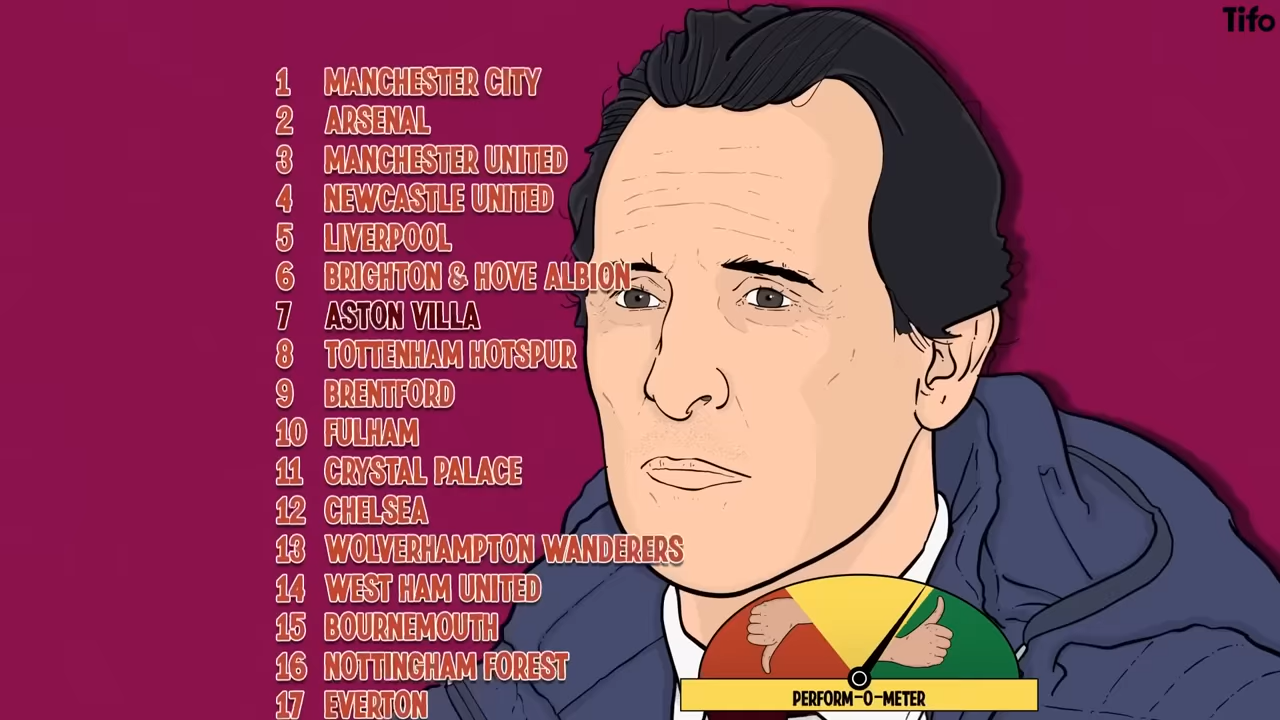 Tifo
1 MANCHESTER CITY
2 ARSENAL
3 MANCHESTER UNITED
4 NEWCASTLE UNITED
5 LIVERPOOL
6 BRIGHTON & HOVE ALBION
7 ASTON VILLA
8 TOTTENHAM HOTSPUR
9 BRENTFORD
10 FULHAM
11 CRYSTAL PALACE
12 CHELSEA
13 WOLVERHAMPTON WANDERERS
14 WEST HAM UNITED
15 BOURNEMOUTH
16 NOTTINGHAM FOREST
17 EVERTON
PERFORM-O-METER